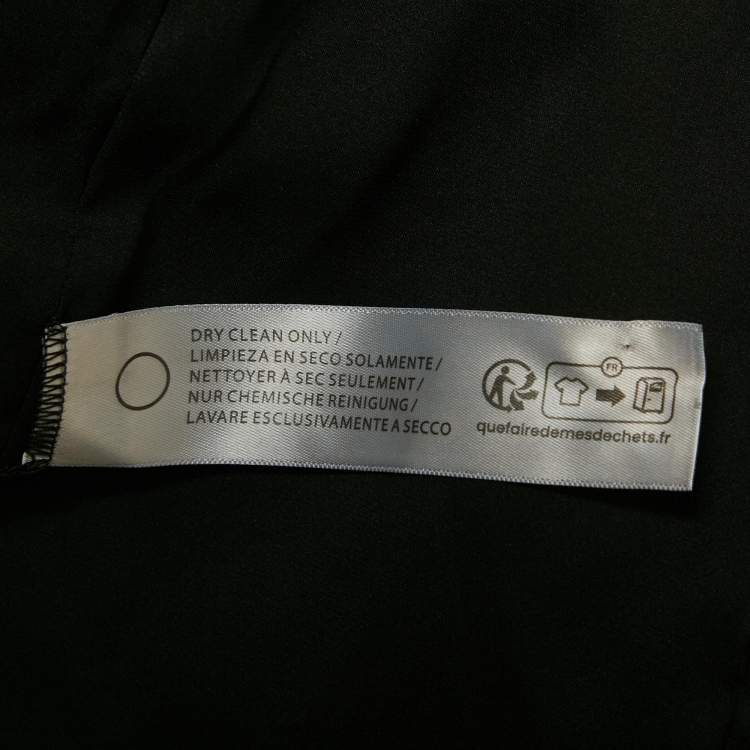 DRY CLEAN ONLY /
LIMPIEZA EN SECO SOLAMENTE /
NETTOYER À SEC SEULEMENT /
NUR CHEMISCHE REINIGUNG /
LAVARE ESCLUSIVAMENTE A SECCO
FR
quefairedemesdechets.fr